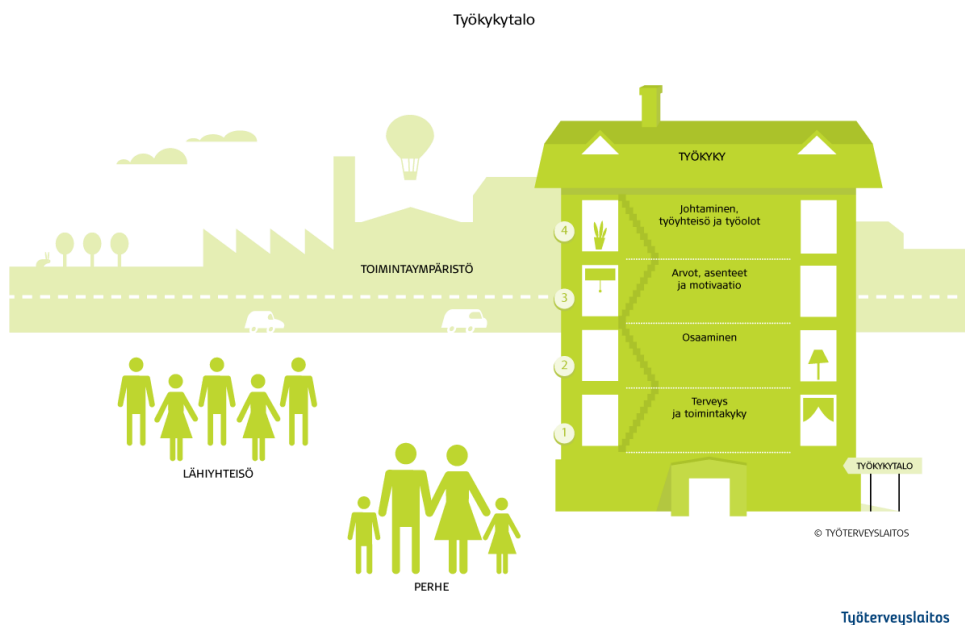 Työkykytalo
TYÖKYKY
4
Johtaminen,
työyhteisö ja työolot
TOIMINTAYMPÄRISTÖ
3
Arvot, asenteet
ja motivaatio
2
Osaaminen
1
Terveys
ja toimintakyky
LÄHIYHTEISÖ
TYÖKYKYTALO
© TYÖTERVEYSLAITOS
PERHE
Työterveyslaitos